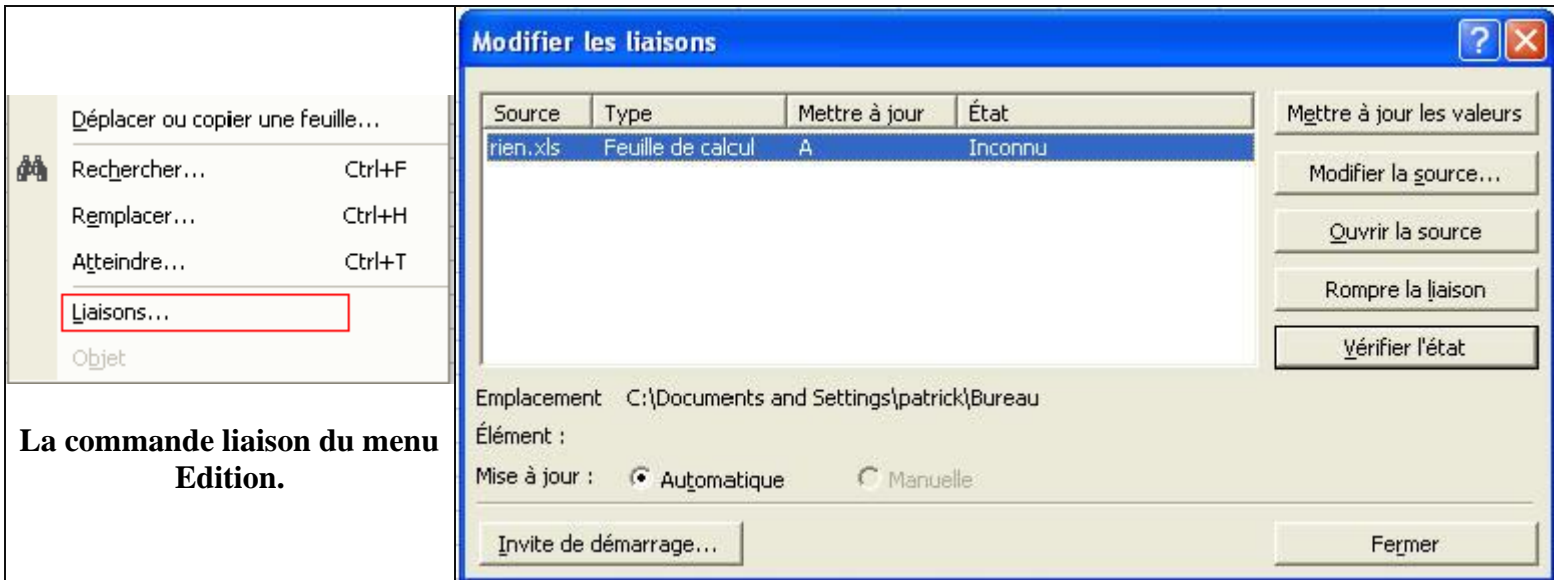 Déplacer ou copier une feuille...
Rechercher... Ctrl+F
Remplacer... Ctrl+H
Atteindre... Ctrl+T
Liaisons...
Objet
La commande liaison du menu
Edition.
Modifier les liaisons
Source Type Mettre à jour État
rien.xls Feuille de calcul A Inconnu
Mettre à jour les valeurs
Modifier la source...
Ouvrir la source
Rompre la liaison
Vérifier l'état
Emplacement C:\Documents and Settings\patrick\Bureau
Élément :
Mise à jour : Automatique Manuelle
Invite de démarrage... Fermer